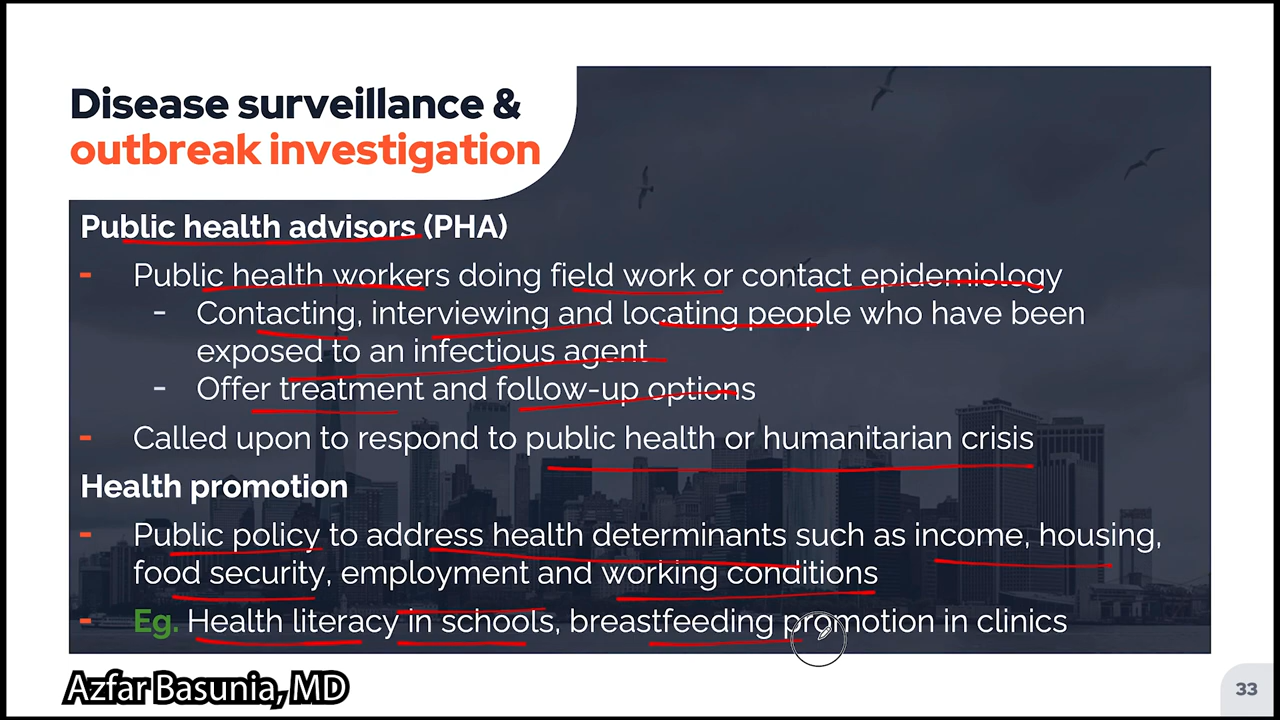 Disease surveillance &
outbreak investigation
Public health advisors (PHA)
- Public health workers doing field work or contact epidemiology
- Contacting, interviewing and locating people who have been
exposed to an infectious agent
- Offer treatment and follow-up options
- Called upon to respond to public health or humanitarian crisis
Health promotion
- Public policy to address health determinants such as income, housing,
food security, employment and working conditions
- Eg. Health literacy in schools, breastfeeding promotion in clinics
Azfar Basunia, MD
33